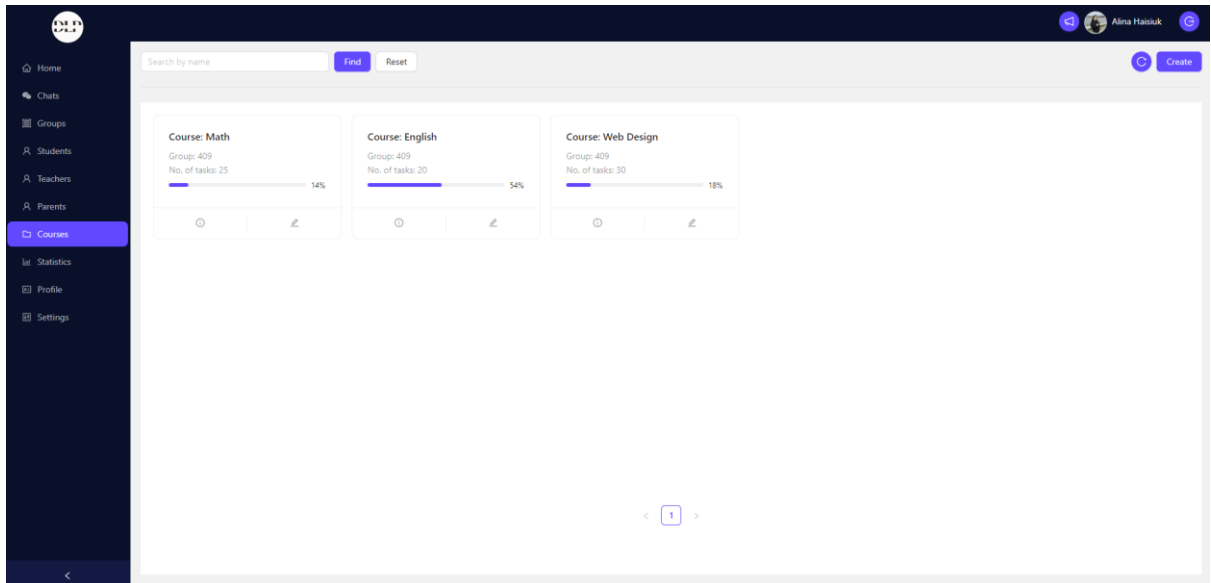 DLP
Alina Haisiuk
Home
Chats
Groups
Students
Teachers
Parents
Courses
Statistics
Profile
Settings
Search by name
Find
Reset
Create
Course: Math
Group: 409
No. of tasks: 25
14%
Course: English
Group: 409
No. of tasks: 20
54%
Course: Web Design
Group: 409
No. of tasks: 30
18%
1